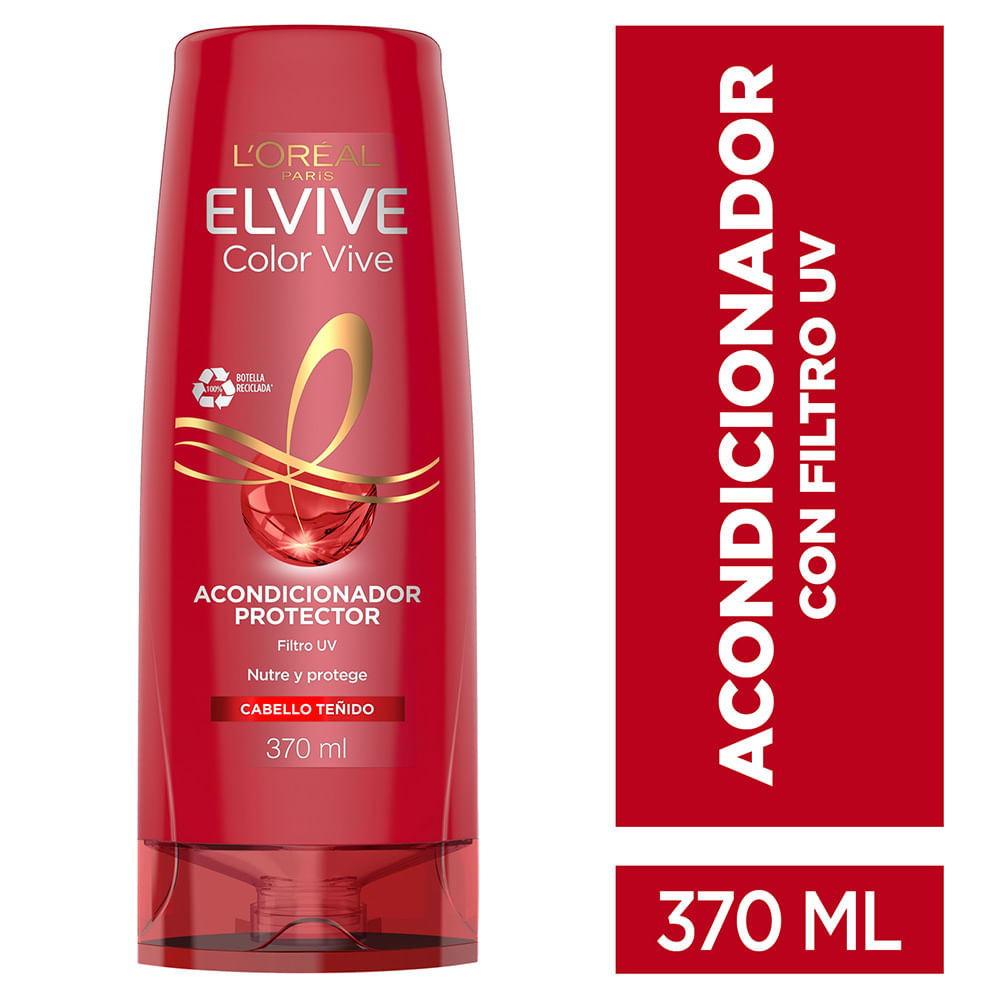 L'ORÉAL
PARIS
ELVIVE
Color Vive
100%
BOTELLA
RECICLADA*
ACONDICIONADOR
PROTECTOR
Filtro UV
Nutre y protege
CABELLO TEÑIDO
370 ml
ACONDICIONADOR
CON FILTRO UV
370 ML